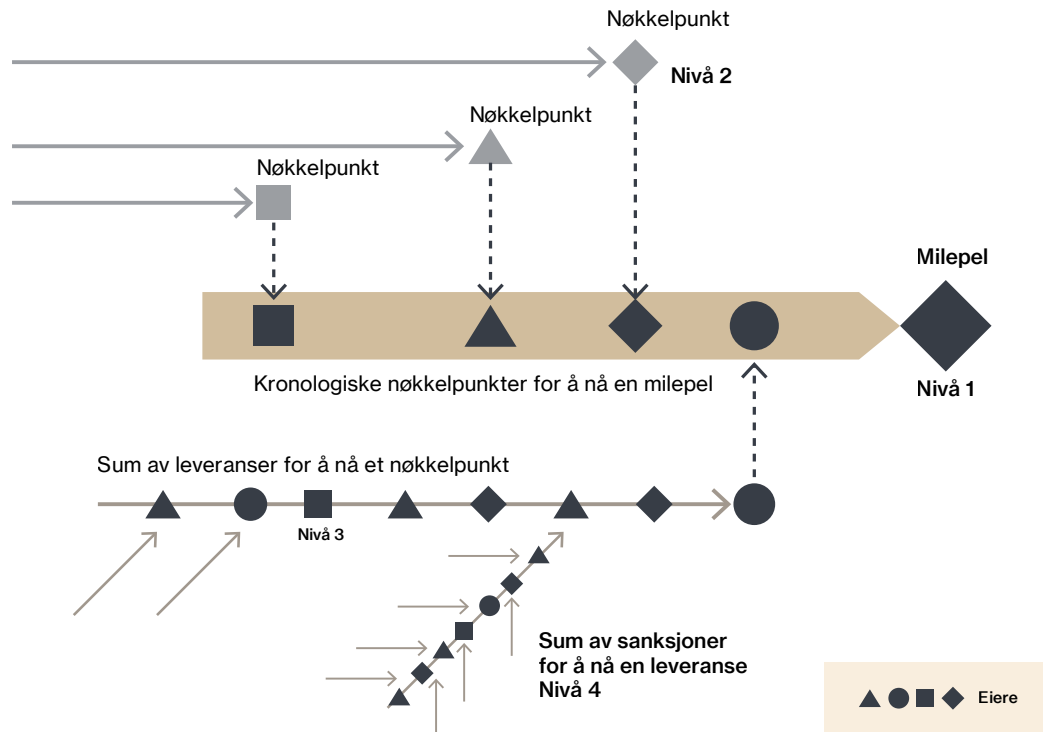 Nøkkelpunkt
Nivå 2
Nøkkelpunkt
Nøkkelpunkt
Milepel
Kronologiske nøkkelpunkter for å nå en milepel
Nivå 1
Sum av leveranser for å nå et nøkkelpunkt
Nivå 3
Sum av sanksjoner
for å nå en leveranse
Nivå 4
Eiere